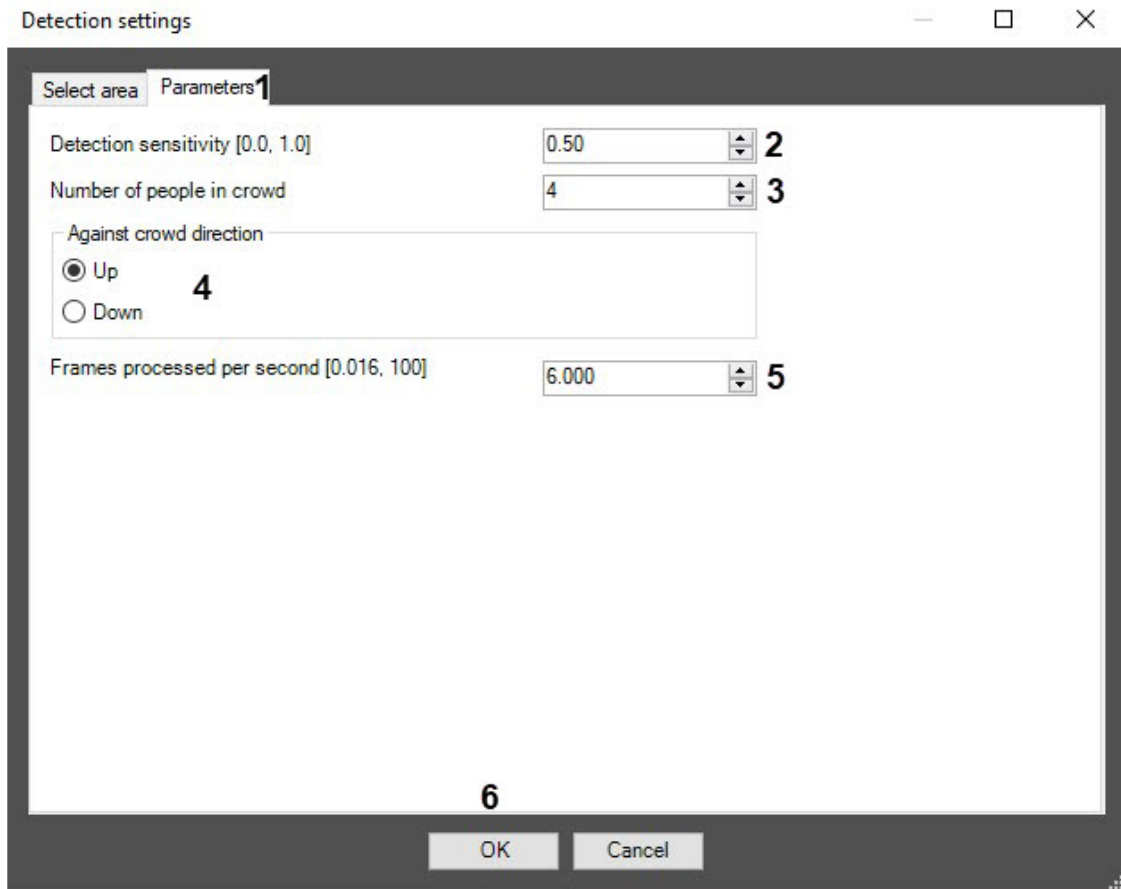 Detection settings
Select area Parameters 1
Detection sensitivity [0.0, 1.0] 0.50 2
Number of people in crowd 4 3
Against crowd direction
Up
4
Down
Frames processed per second [0.016, 100] 6.000 5
6
OK Cancel